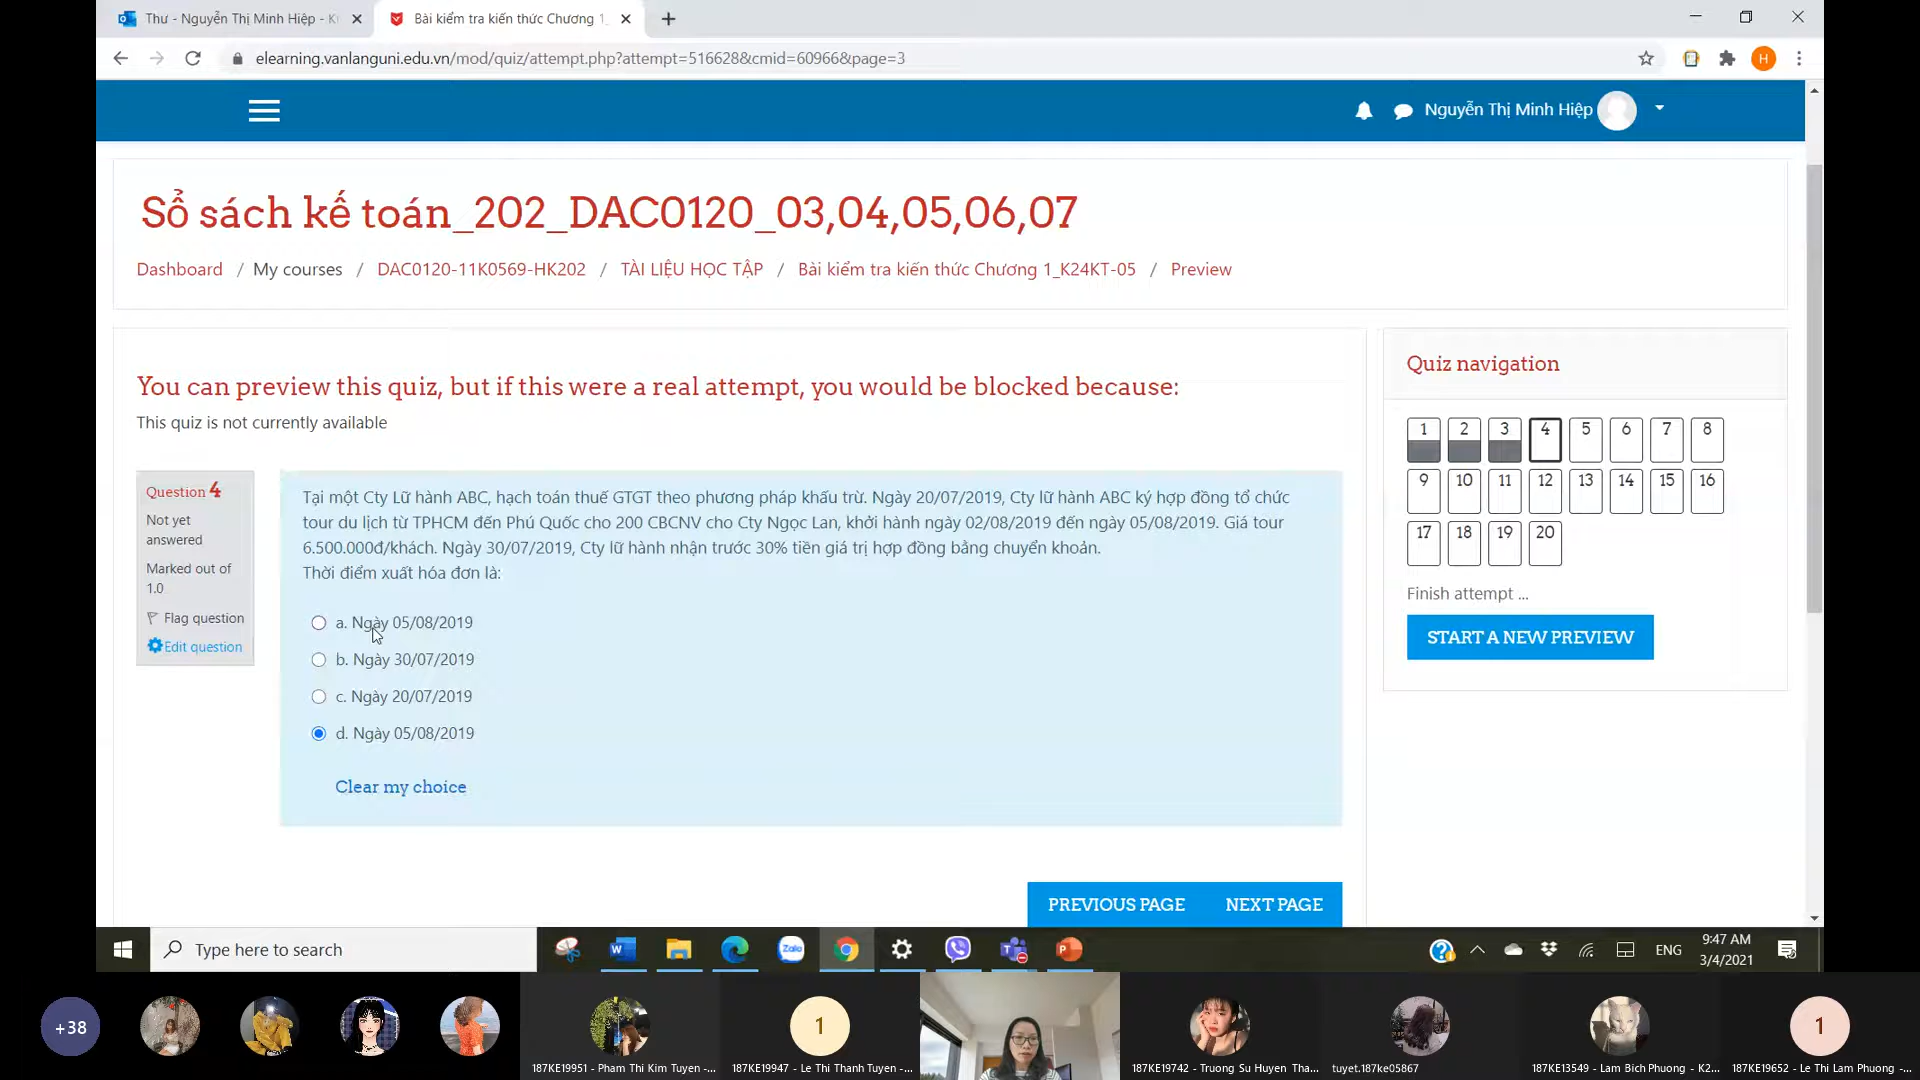 Thư - Nguyễn Thị Minh Hiệp - K
Bài kiểm tra kiến thức Chương 1
elearning.vanlanguni.edu.vn/mod/quiz/attempt.php?attempt=516628&cmid=60966&page=3
H
Nguyễn Thị Minh Hiệp
Sổ sách kế toán_202_DAC0120_03,04,05,06,07
Dashboard / My courses / DAC0120-11K0569-HK202 / TÀI LIỆU HỌC TẬP / Bài kiểm tra kiến thức Chương 1_K24KT-05 / Preview
You can preview this quiz, but if this were a real attempt, you would be blocked because:
This quiz is not currently available
Question 4
Not yet
answered
Marked out of
1.0
Flag question
Edit question
Tại một Cty Lữ hành ABC, hạch toán thuế GTGT theo phương pháp khấu trừ. Ngày 20/07/2019, Cty lữ hành ABC ký hợp đồng tổ chức
tour du lịch từ TPHCM đến Phú Quốc cho 200 CBCNV cho Cty Ngọc Lan, khởi hành ngày 02/08/2019 đến ngày 05/08/2019. Giá tour
6.500.000đ/khách. Ngày 30/07/2019, Cty lữ hành nhận trước 30% tiền giá trị hợp đồng bằng chuyển khoản.
Thời điểm xuất hóa đơn là:
a. Ngày 05/08/2019
b. Ngày 30/07/2019
c. Ngày 20/07/2019
d. Ngày 05/08/2019
Clear my choice
PREVIOUS PAGE
NEXT PAGE
Quiz navigation
1 2 3 4 5 6 7 8
9 10 11 12 13 14 15 16
17 18 19 20
Finish attempt ...
START A NEW PREVIEW
Type here to search
Zalo
ENG
9:47 AM
3/4/2021
+38
1
1
187KE19951 - Pham Thi Kim Tuyen -...
187KE19947 - Le Thi Thanh Tuyen -...
187KE19742 - Truong Su Huyen Tha...
tuyet.187ke05867
187KE13549 - Lam Bich Phuong - K2...
187KE19652 - Le Thi Lam Phuong -...